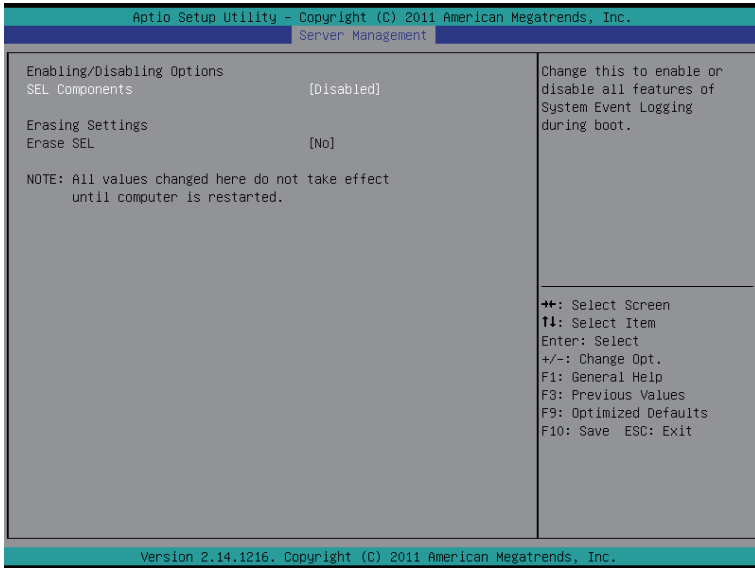 Aptio Setup Utility – Copyright (C) 2011 American Megatrends, Inc.
Server Management
Enabling/Disabling Options
SEL Components [Disabled]
Erasing Settings
Erase SEL [No]
NOTE: All values changed here do not take effect
until computer is restarted.
Change this to enable or
disable all features of
System Event Logging
during boot.
→←: Select Screen
↑↓: Select Item
Enter: Select
+/-: Change Opt.
F1: General Help
F3: Previous Values
F9: Optimized Defaults
F10: Save ESC: Exit
Version 2.14.1216. Copyright (C) 2011 American Megatrends, Inc.